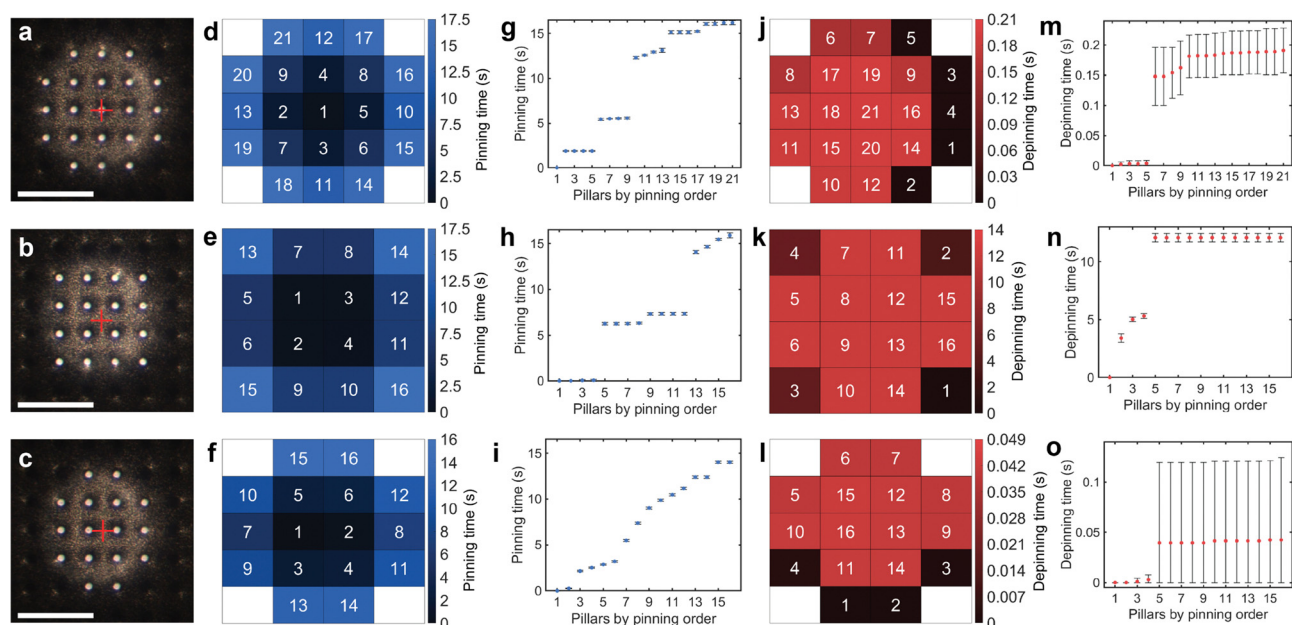 a
d
21 12 17
20 9 4 8 16
13 2 1 5 10
19 7 3 6 15
18 11 14
17.5
15
12.5
10
7.5
5
2.5
0
Pinning time (s)
g
Pinning time (s)
15
10
5
0
1 3 5 7 9 11 13 15 17 19 21
Pillars by pinning order
j
6 7 5
8 17 19 9 3
13 18 21 16 4
11 15 20 14 1
10 12 2
0.21
0.18
0.15
0.12
0.09
0.06
0.03
0
Depinning time (s)
m
Depinning time (s)
0.2
0.15
0.1
0.05
0
1 3 5 7 9 11 13 15 17 19 21
Pillars by pinning order
b
e
13 7 8 14
5 1 3 12
6 2 4 11
15 9 10 16
17.5
15
12.5
10
7.5
5
2.5
0
Pinning time (s)
h
Pinning time (s)
15
10
5
0
1 3 5 7 9 11 13 15
Pillars by pinning order
k
4 7 11 2
5 8 12 15
6 9 13 16
3 10 14 1
14
12
10
8
6
4
2
0
Depinning time (s)
n
Depinning time (s)
10
5
0
1 3 5 7 9 11 13 15
Pillars by pinning order
c
f
15 16
10 5 6 12
7 1 2 8
9 3 4 11
13 14
16
14
12
10
8
6
4
2
0
Pinning time (s)
i
Pinning time (s)
15
10
5
0
1 3 5 7 9 11 13 15
Pillars by pinning order
l
6 7
5 15 12 8
10 16 13 9
4 11 14 3
1 2
0.049
0.042
0.035
0.028
0.021
0.014
0.007
0
Depinning time (s)
o
Depinning time (s)
0.1
0.05
0
1 3 5 7 9 11 13 15
Pillars by pinning order